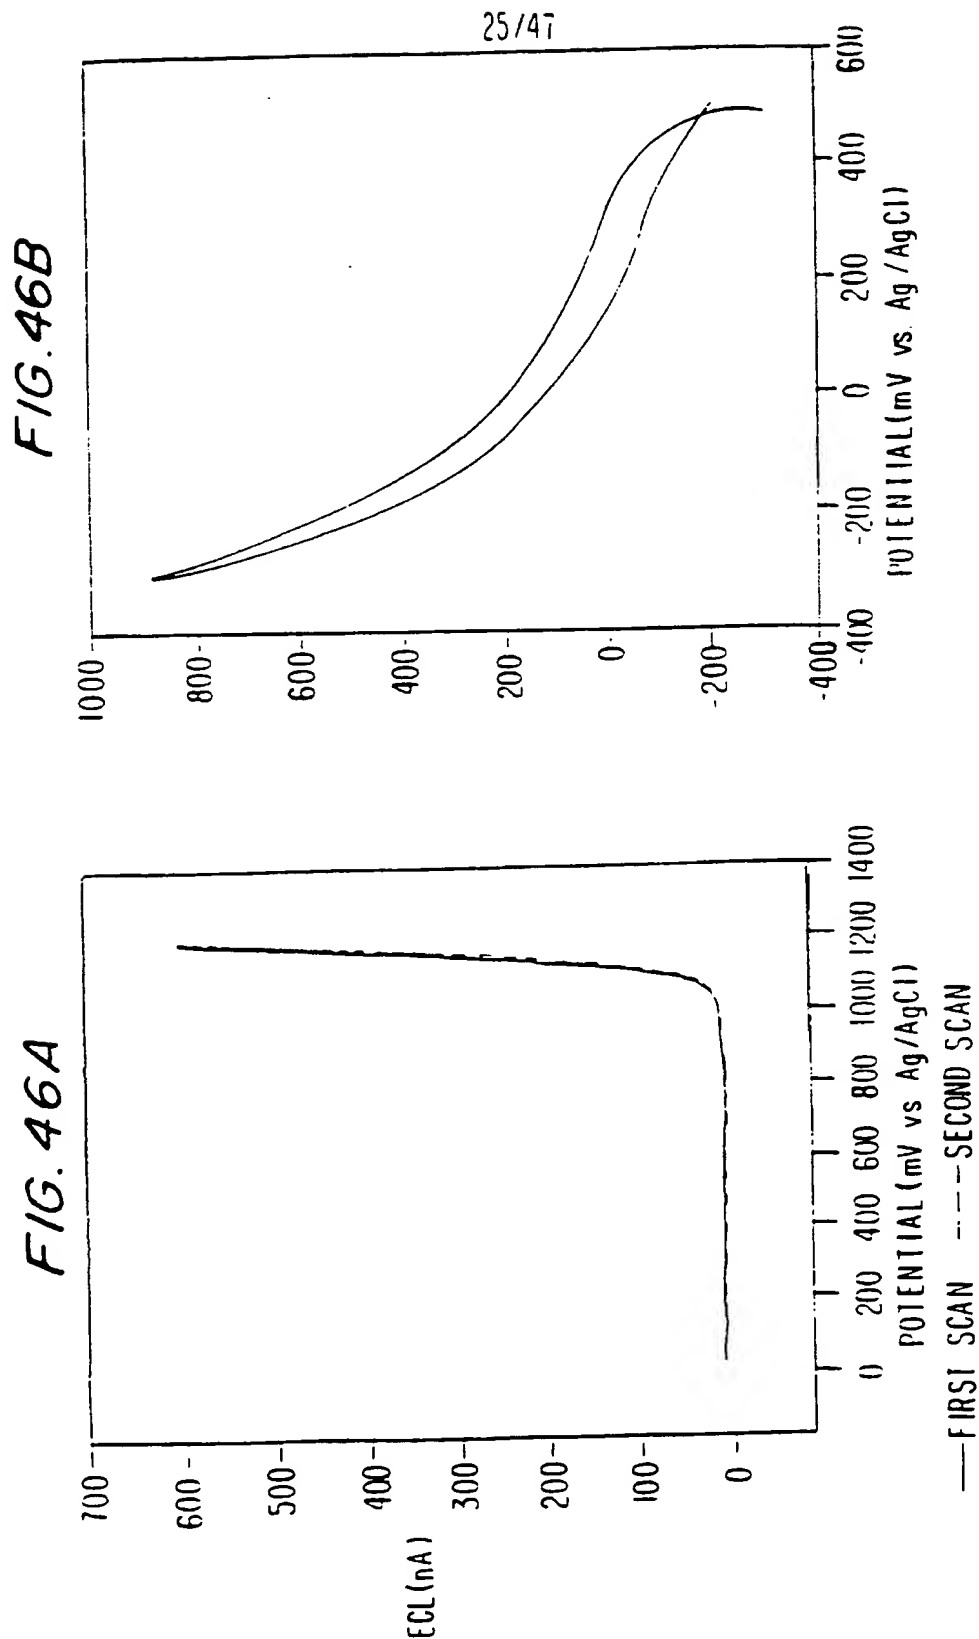 25/47
FIG. 46A
700
600
500
400
300
200
100
0
ECL(nA)
0 200 400 600 800 1000 1200 1400
POTENTIAL (mV vs Ag/AgCl)
—FIRST SCAN ---SECOND SCAN
FIG. 46B
1000
800
600
400
200
0
-200
-400
-400 -200 0 200 400 600
POTENTIAL (mV vs. Ag/AgCl)